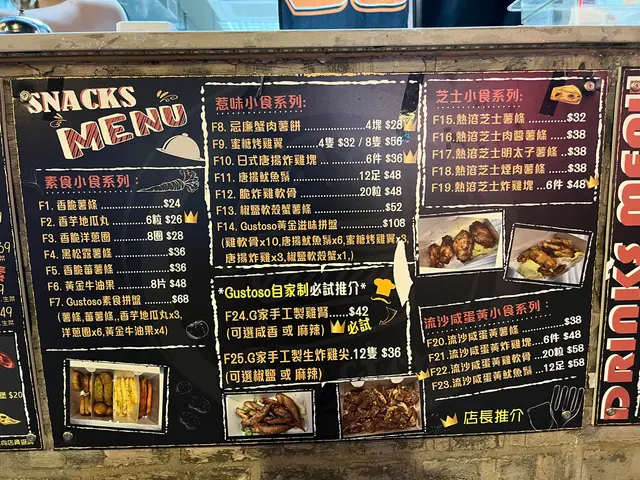 SNACKS
MENU
素食小食系列:
F1. 香脆薯條 $24
F2. 香芋地瓜丸 6粒 $26
F3. 香脆洋蔥圈 8圈 $28
F4. 黑松露薯條 $36
F5. 香脆蕃薯條 $36
F6. 黃金牛油果 8片 $48
F7. Gustoso素食拼盤 $68
(薯條,蕃薯條,香芋地瓜丸x3,
洋蔥圈x6,黃金牛油果x4)
惹味小食系列:
F8. 忌廉蟹肉薯餅 4塊 $28
F9. 蜜糖烤雞翼 4隻 $32 / 8隻 $56
F10. 日式唐揚炸雞塊 6件 $36
F11. 唐揚魷魚鬚 12足 $48
F12. 脆炸雞軟骨 20粒 $48
F13. 椒鹽軟殼蟹薯條 $52
F14. Gustoso黃金滋味拼盤 $108
(雞軟骨x10,唐揚魷魚鬚x6,蜜糖烤雞翼x3,
唐揚炸雞x3,椒鹽軟殼x1,)
*Gustoso自家制必試推介*
F24.G家手工製雞腎 $42
(可選咸香 或 麻辣) 必試
F25.G家手工製生炸雞尖 12隻 $36
(可選椒鹽 或 麻辣)
芝士小食系列:
F15.熱溶芝士薯條 $32
F16.熱溶芝士肉醬薯條 $38
F17.熱溶芝士明太子薯條 $38
F18.熱溶芝士煙肉薯條 $38
F19.熱溶芝士炸雞塊 6件 $48
流沙咸蛋黃小食系列:
F20.流沙咸蛋黃薯條 $38
F21.流沙咸蛋黃炸雞塊 6件 $48
F22.流沙咸蛋黃雞軟骨 20粒 $58
F23.流沙咸蛋黃魷魚鬚 12足 $58
店長推介
DRINKS MENU